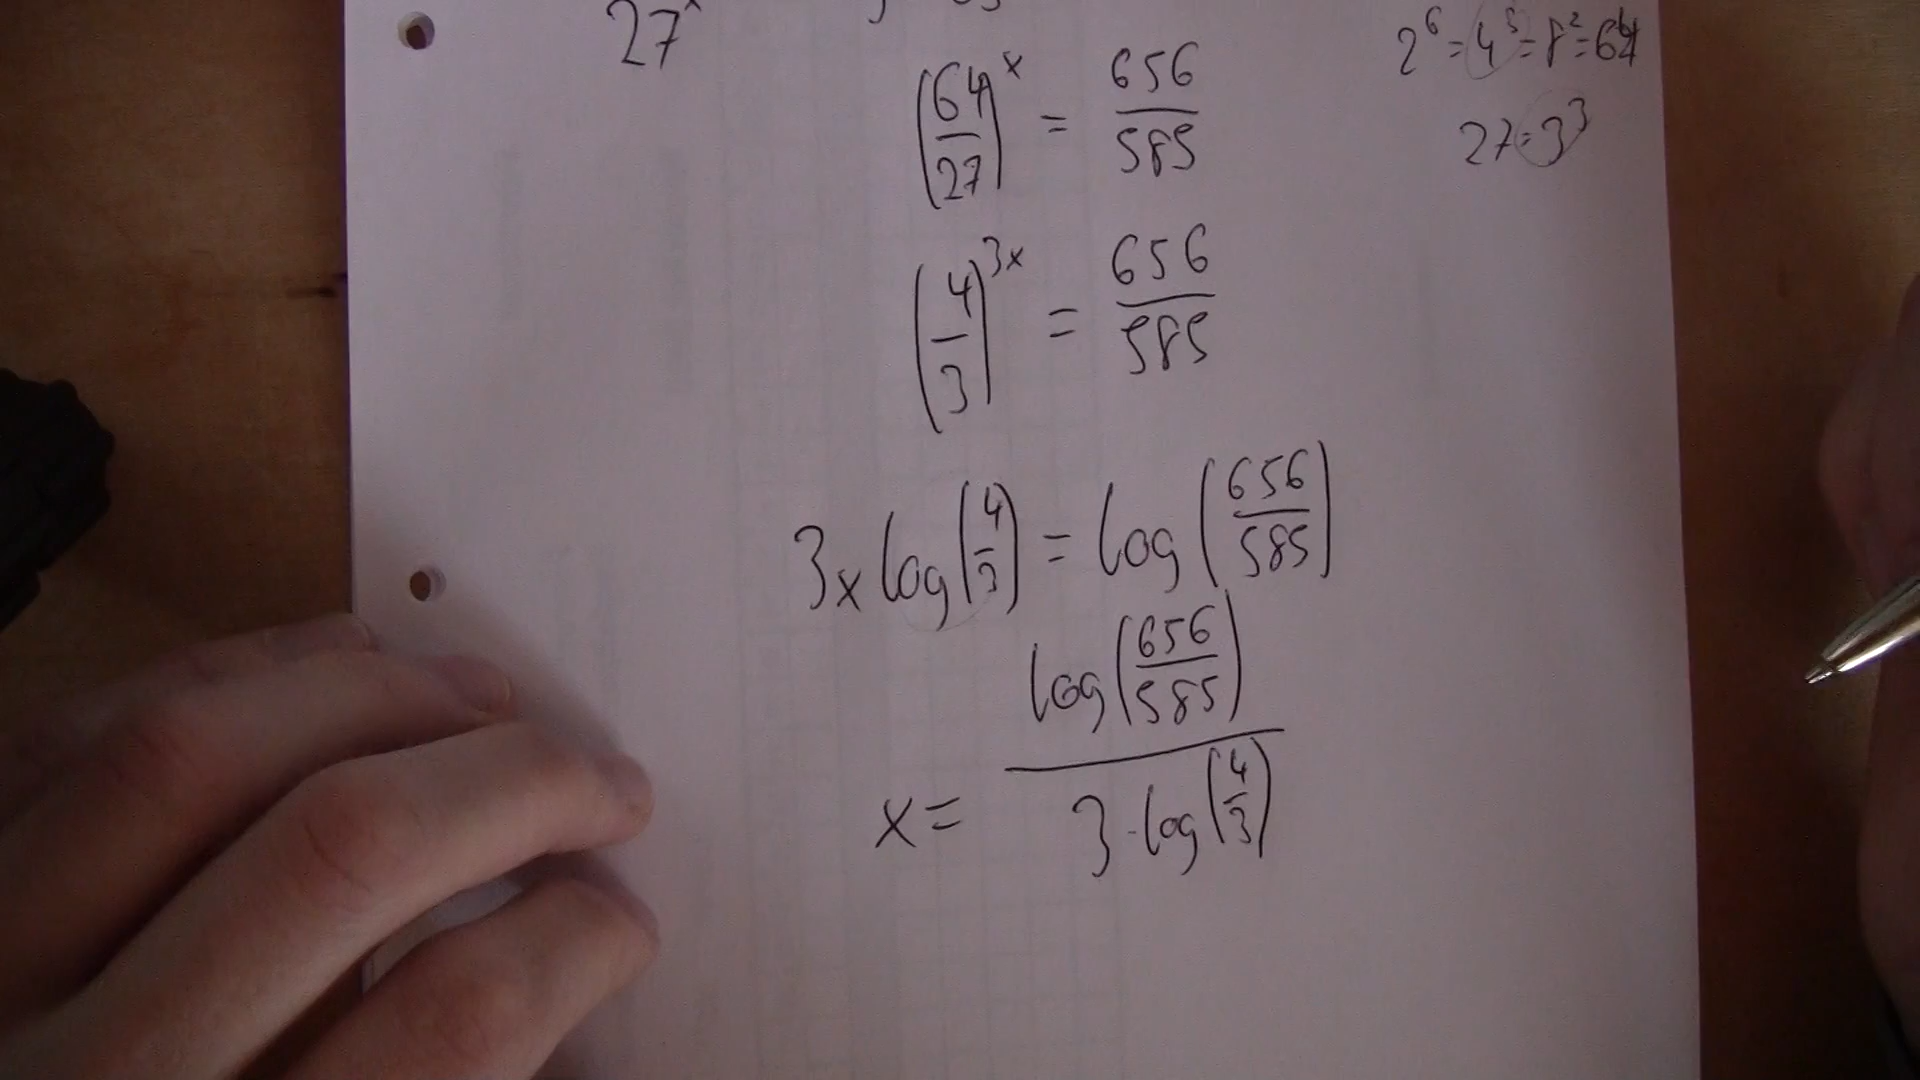 27^x
(64/27)^x = 656/585
2^6 = 4^3 = 8^2 = 64
27 = 3^3
(4/3)^3x = 656/585
3x log(4/3) = log(656/585)
x = log(656/585) / 3·log(4/3)